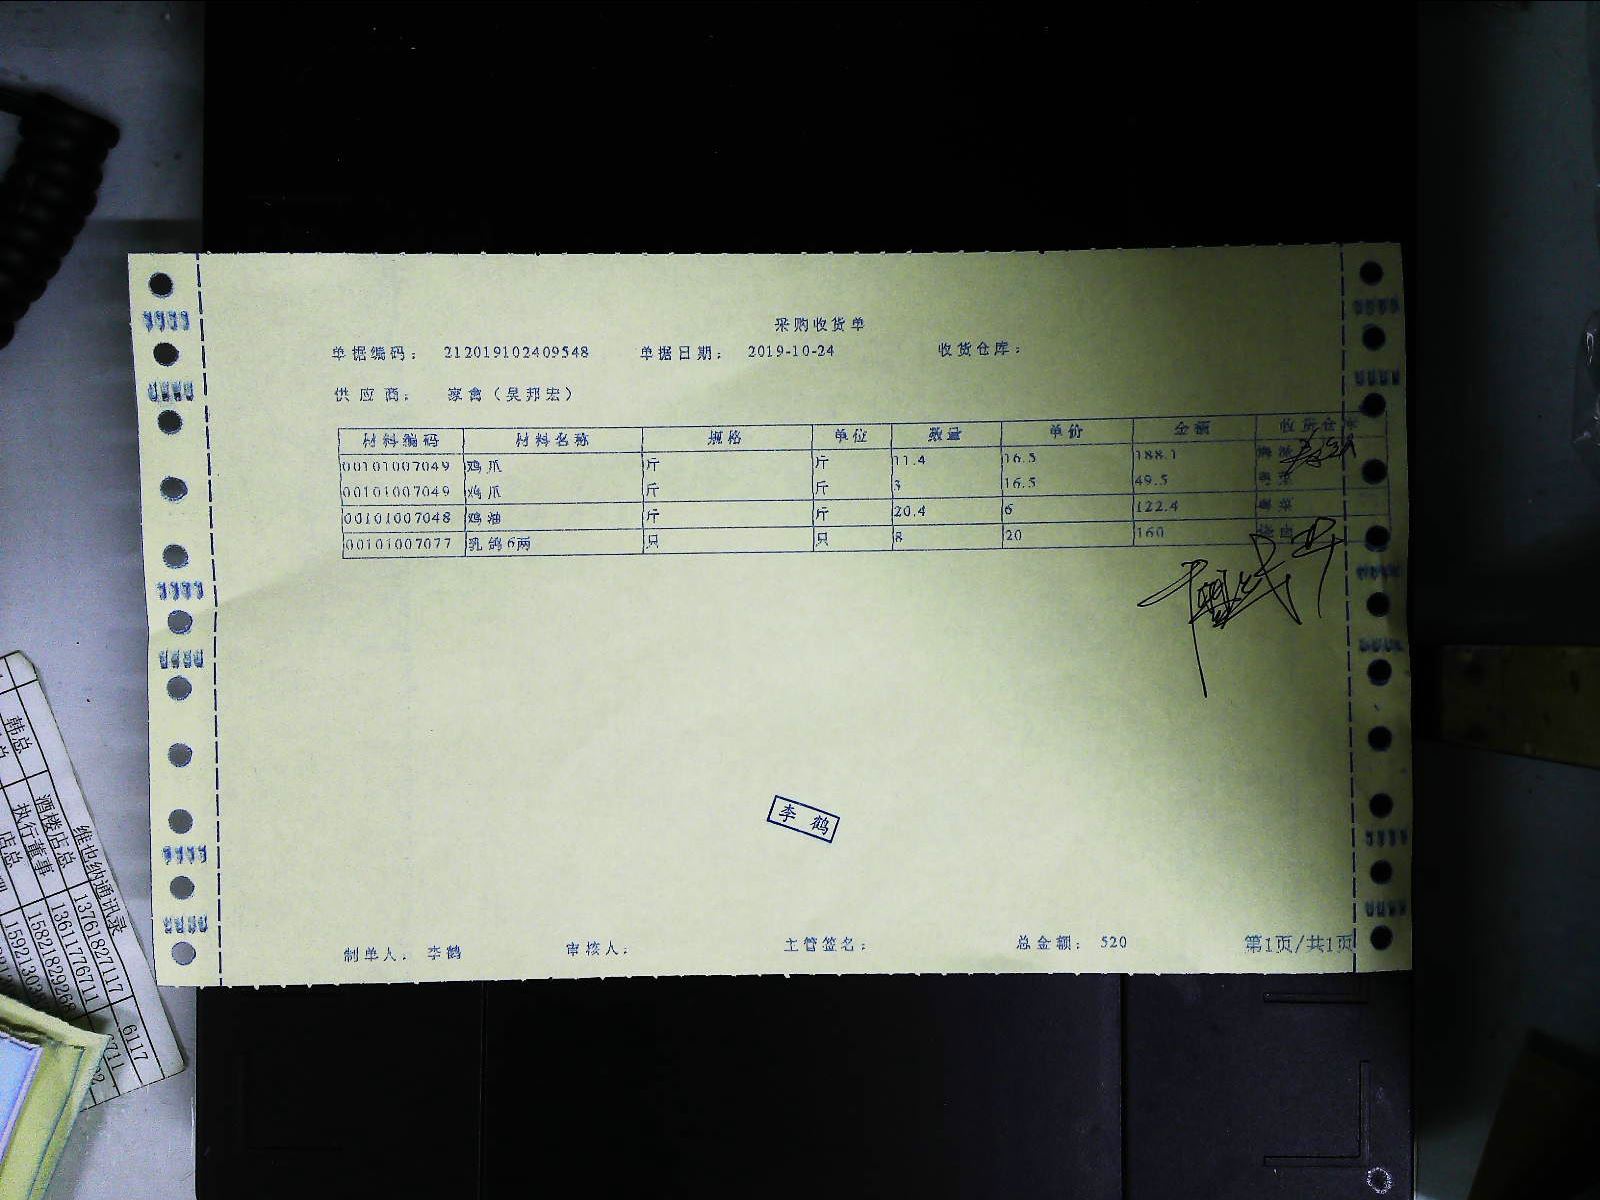 采购收货单
单据编码： 212019102409548 单据日期： 2019-10-24 收货仓库：
供应商： 家禽（吴邦宏）
材料编码 材料名称 规格 单位 数量 单价 金额
00101007049 鸡爪 斤 斤 11.4 16.5 188.1
00101007049 鸡爪 斤 斤 3 16.5 49.5
00101007048 鸡油 斤 斤 20.4 6 122.4
00101007077 乳鸽6两 只 只 8 20 160
李鹤
制单人： 李鹤 审核人： 主管签名： 总金额： 520 第1页/共1页
维也纳通讯录
韩总 酒楼店总 13761827117 6117
执行董事 13611776711
店总 15821829268